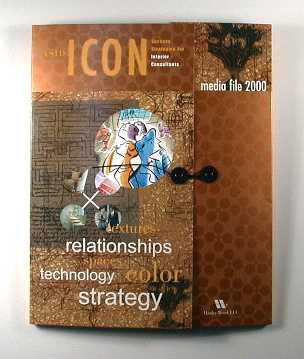 ASID ICON
Business
Strategies for
Interior
Consultants
media file 2000
textures
relationships
spaces
technology color
strategy